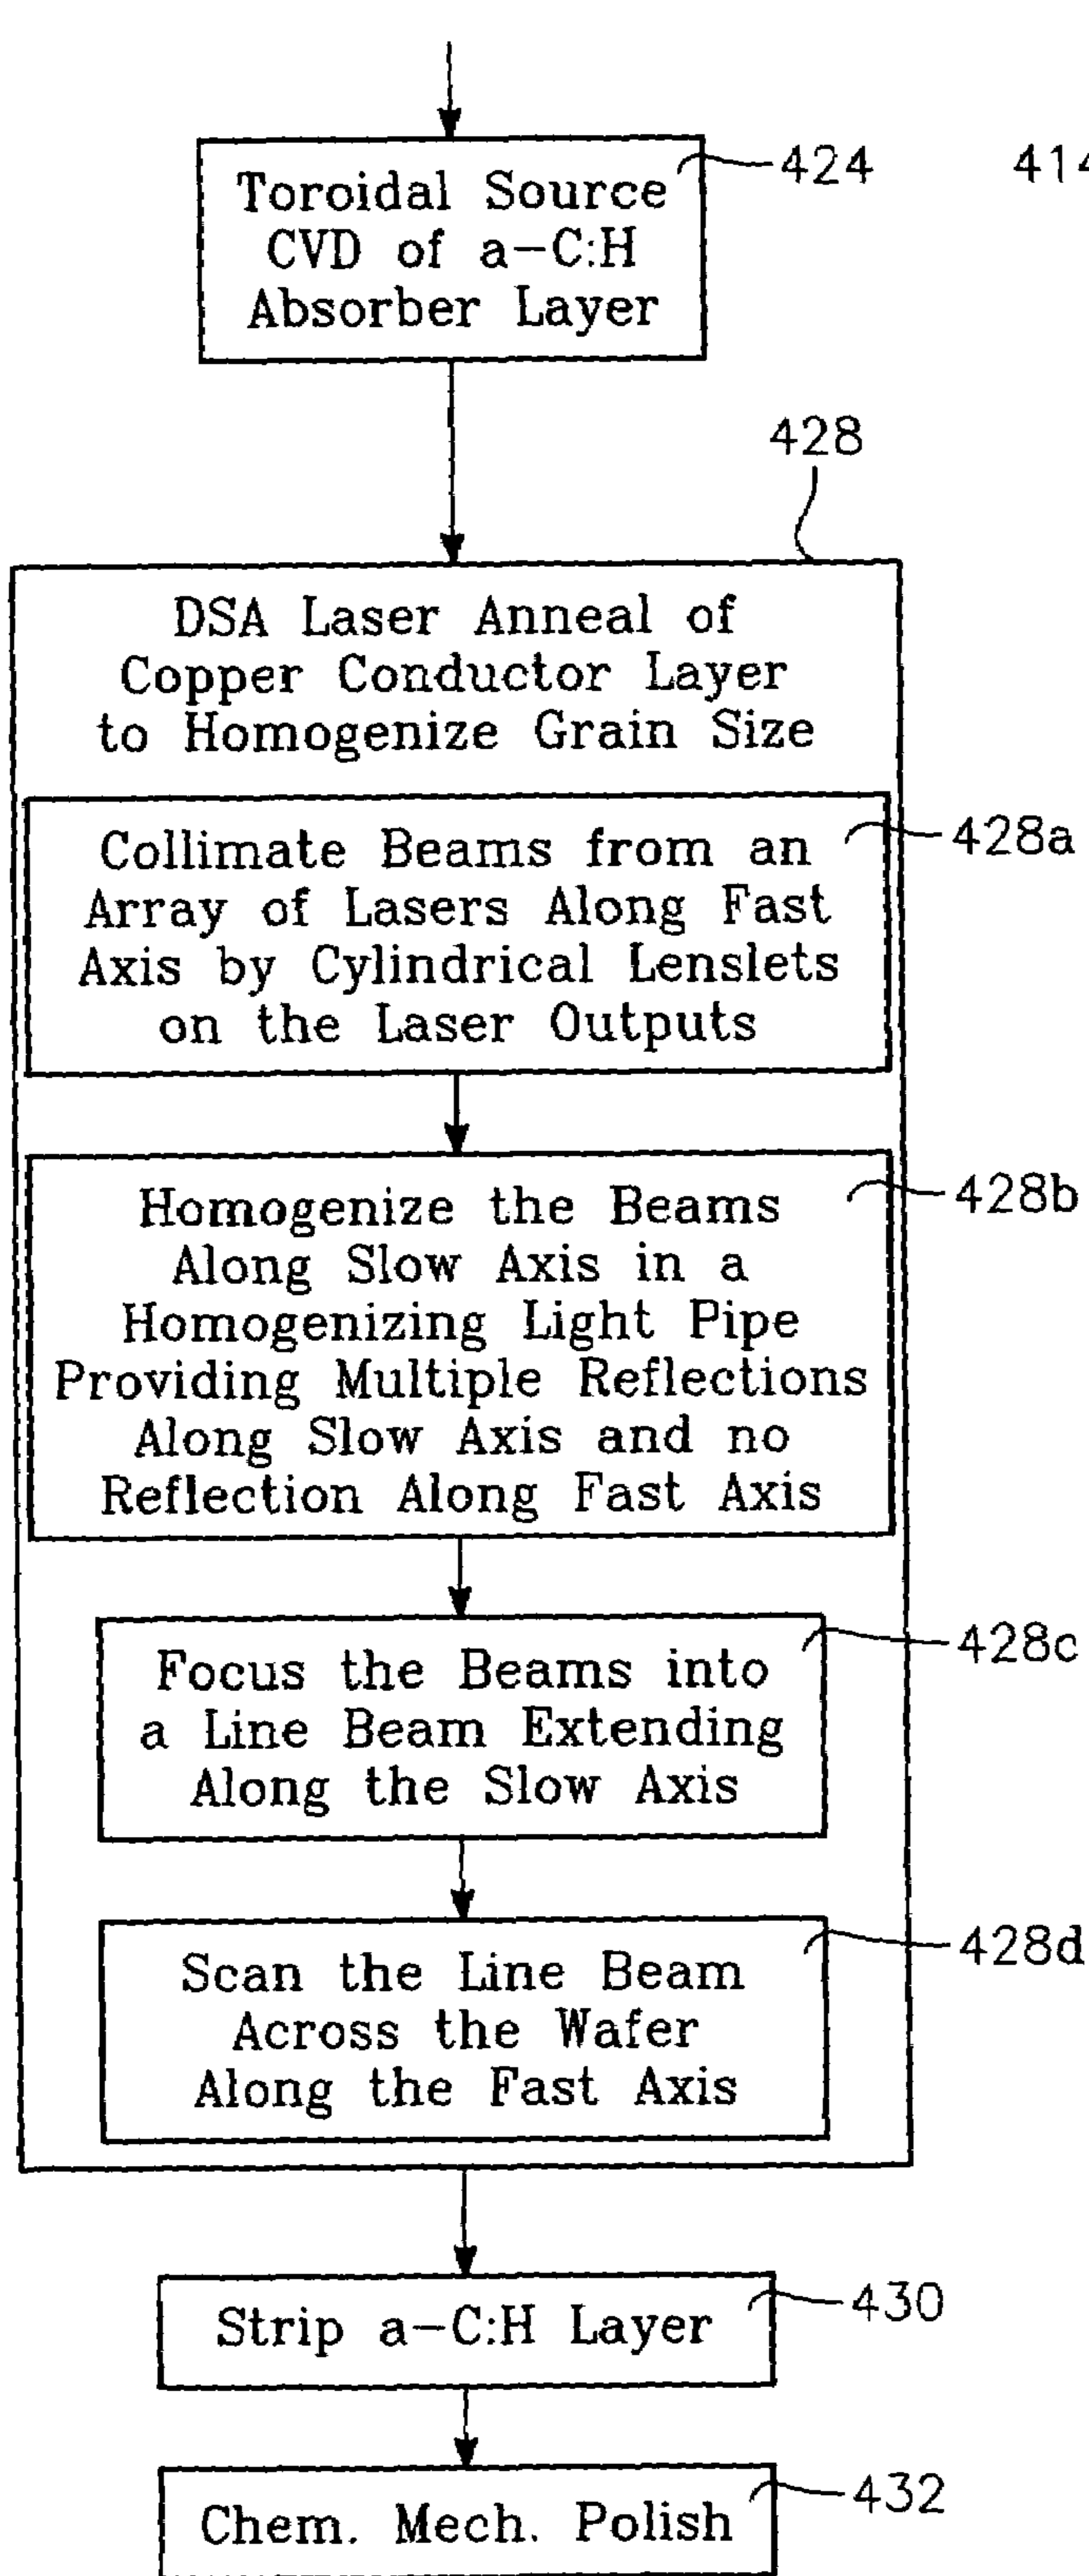 Toroidal Source
CVD of a-C:H
Absorber Layer
424
414
428
DSA Laser Anneal of
Copper Conductor Layer
to Homogenize Grain Size
Collimate Beams from an
Array of Lasers Along Fast
Axis by Cylindrical Lenslets
on the Laser Outputs
428a
Homogenize the Beams
Along Slow Axis in a
Homogenizing Light Pipe
Providing Multiple Reflections
Along Slow Axis and no
Reflection Along Fast Axis
428b
Focus the Beams into
a Line Beam Extending
Along the Slow Axis
428c
Scan the Line Beam
Across the Wafer
Along the Fast Axis
428d
Strip a-C:H Layer
430
Chem. Mech. Polish
432